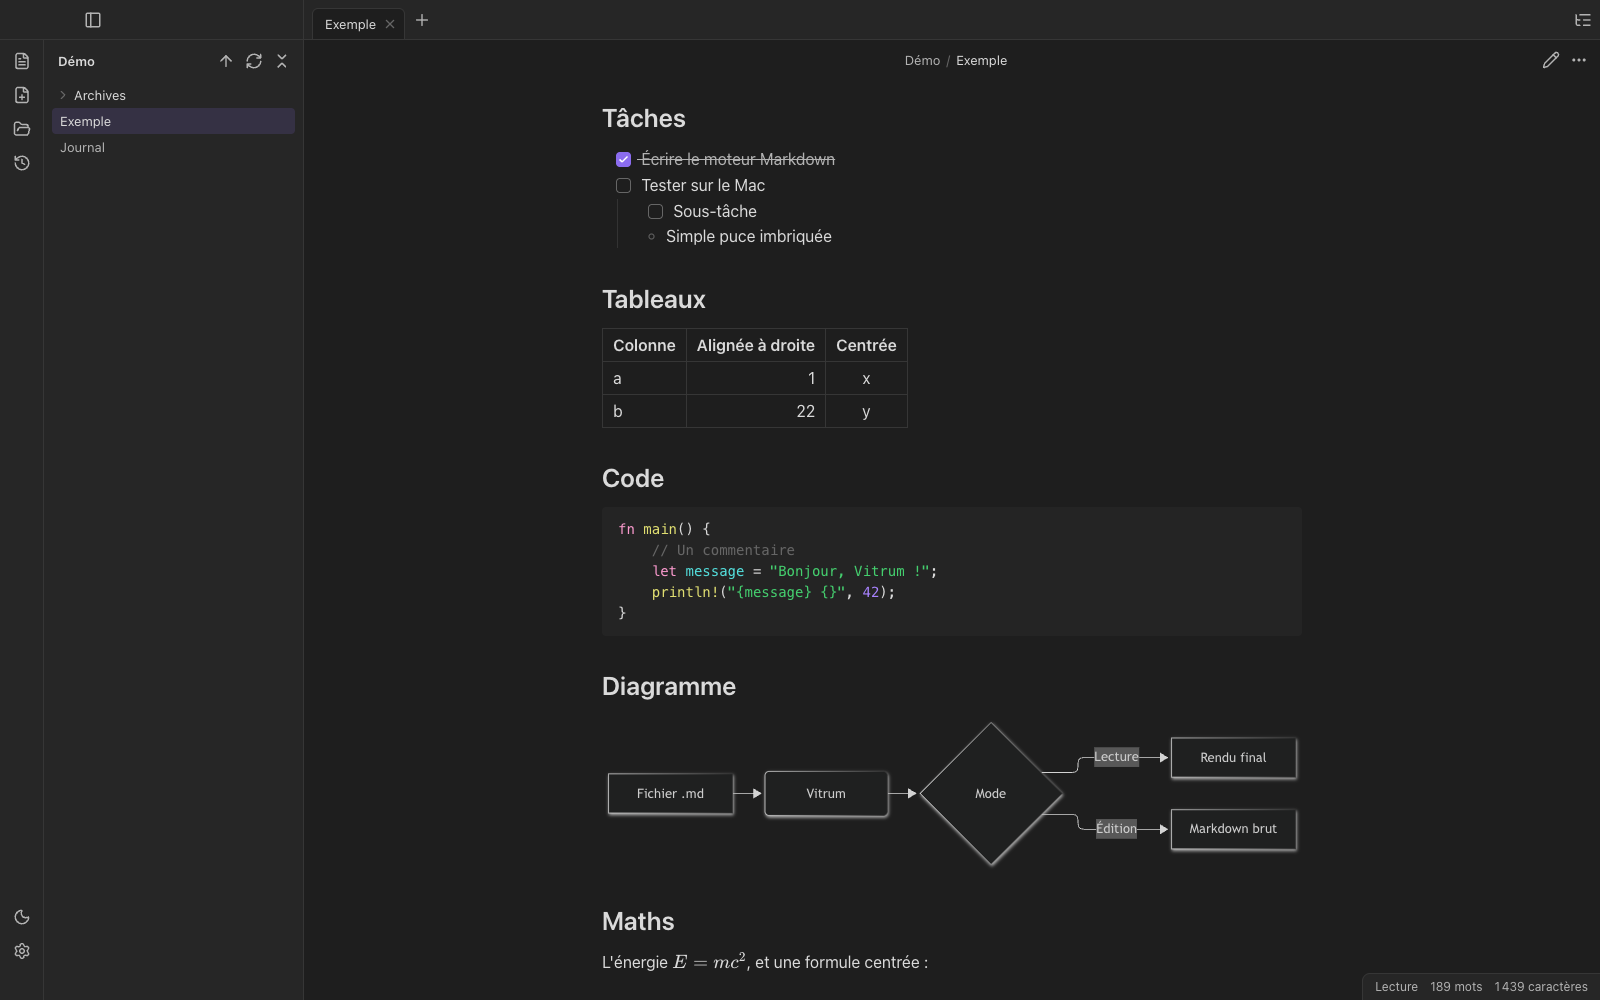 Exemple
Démo
Archives
Exemple
Journal
Démo / Exemple
Tâches
Écrire le moteur Markdown
Tester sur le Mac
Sous-tâche
Simple puce imbriquée
Tableaux
Colonne Alignée à droite Centrée
a 1 x
b 22 y
Code
fn main() {
    // Un commentaire
    let message = "Bonjour, Vitrum !";
    println!("{message} {}", 42);
}
Diagramme
Fichier .md
Vitrum
Mode
Lecture
Rendu final
Édition
Markdown brut
Maths
L'énergie E = mc², et une formule centrée :
Lecture 189 mots 1 439 caractères